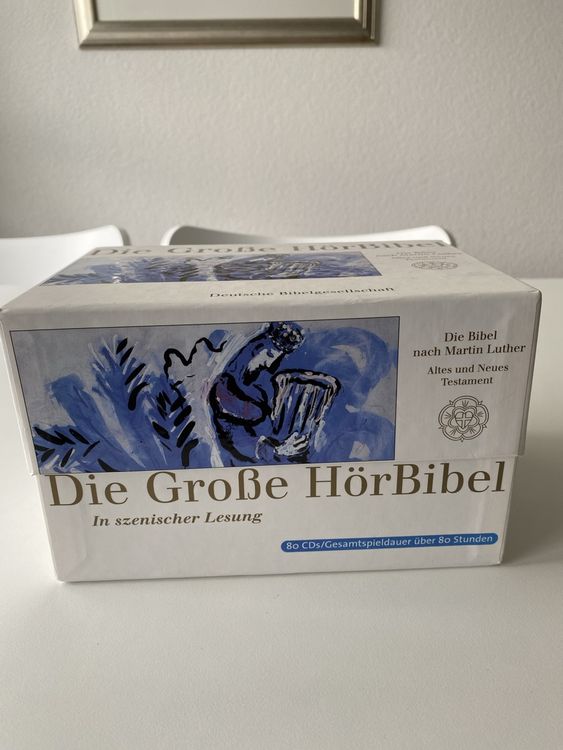 Die Große HörBibel
Deutsche Bibelgesellschaft
Die Bibel
nach Martin Luther
Altes und Neues
Testament
Die Große HörBibel
In szenischer Lesung
80 CDs/Gesamtspieldauer über 80 Stunden